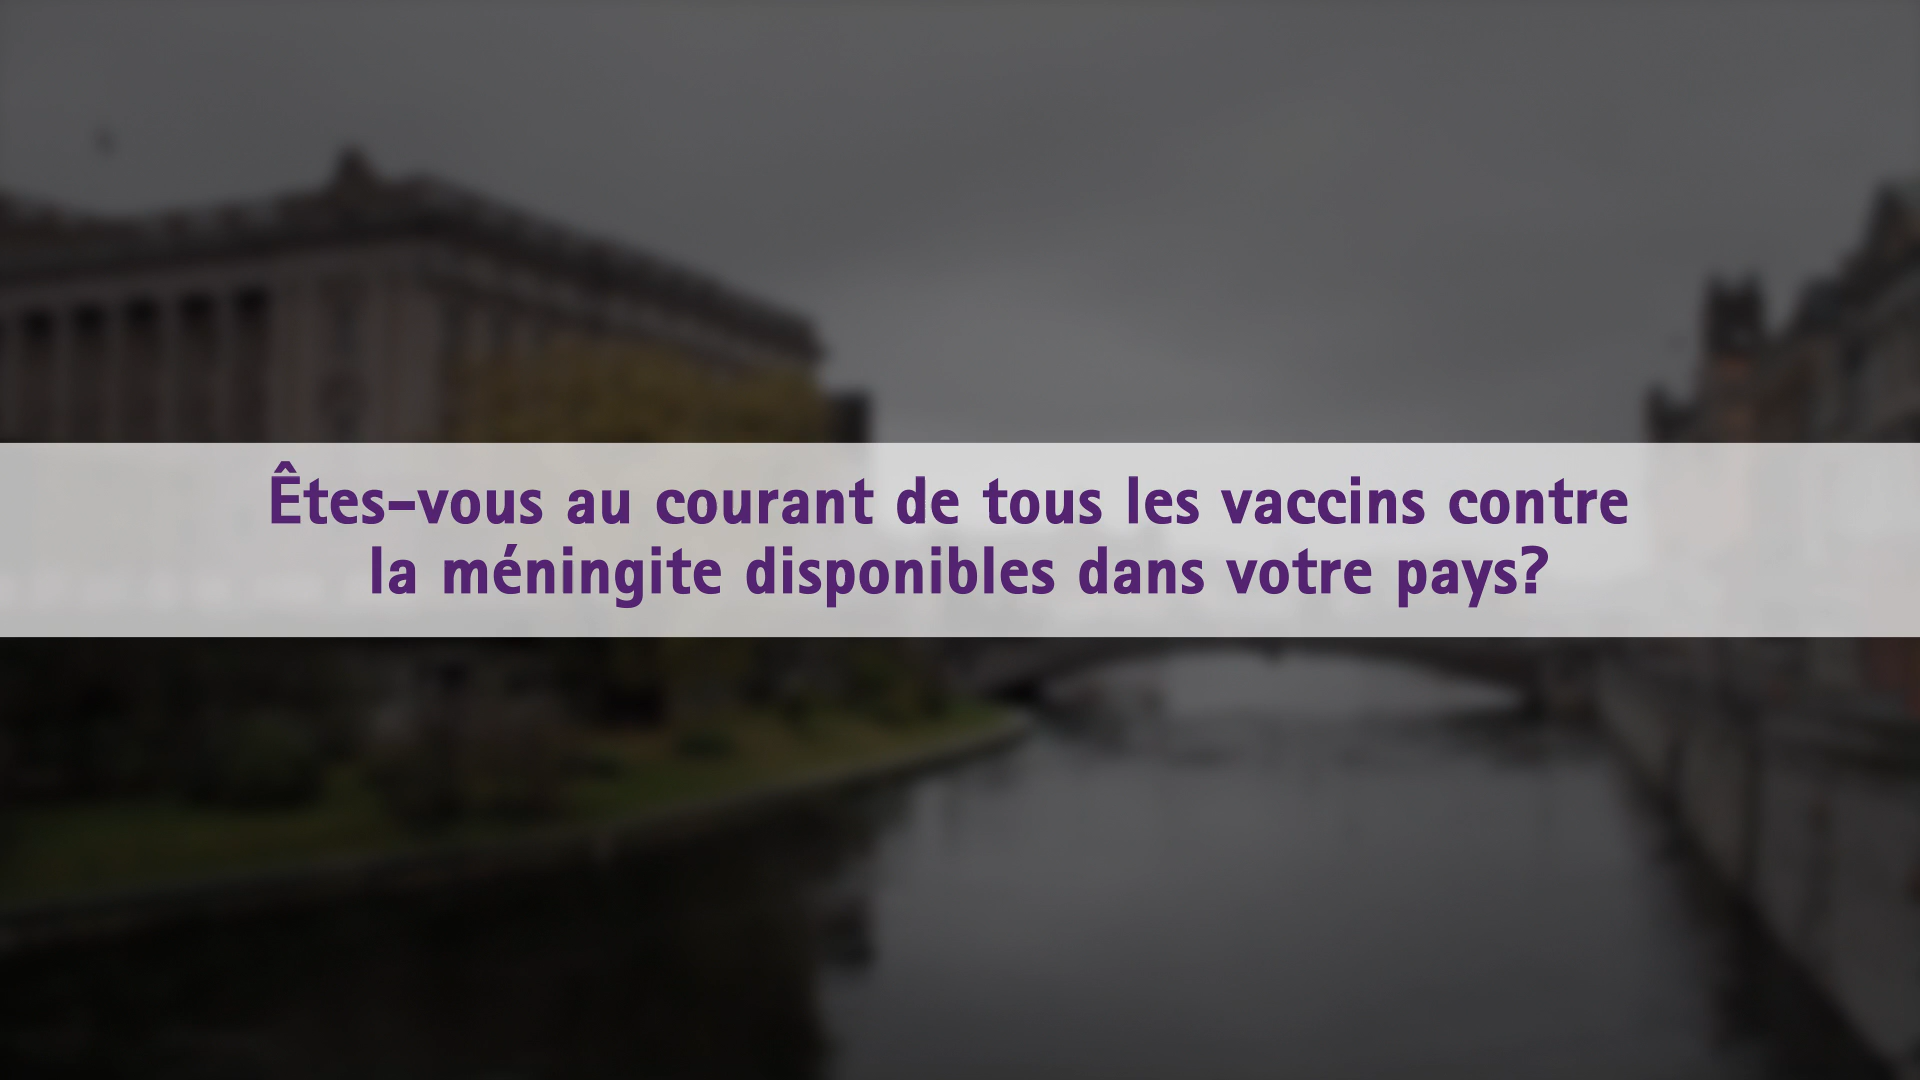 Êtes-vous au courant de tous les vaccins contre
la méningite disponibles dans votre pays?